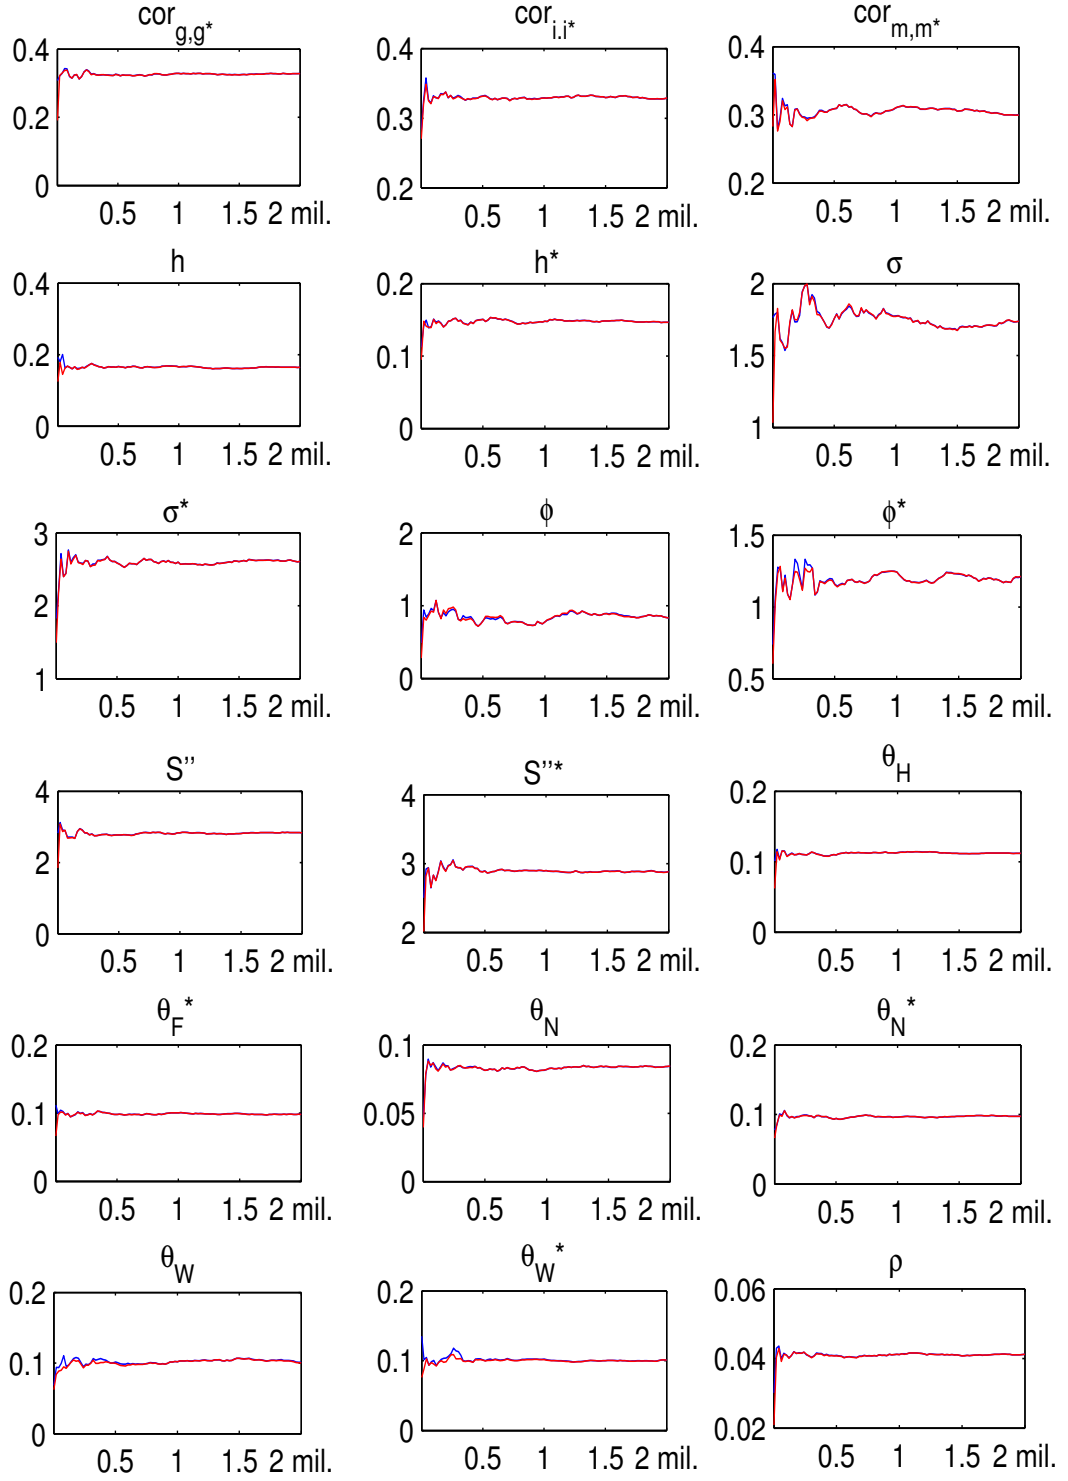 cor_g,g* cor_i.i* cor_m,m*
0.4 0.4 0.4
0.2 0.3 0.3
0 0.2 0.2
0.5 1 1.5 2 mil. 0.5 1 1.5 2 mil. 0.5 1 1.5 2 mil.
h h* σ
0.4 0.2 2
0.2 0.1 1.5
0 0 1
0.5 1 1.5 2 mil. 0.5 1 1.5 2 mil. 0.5 1 1.5 2 mil.
σ* ϕ ϕ*
3 2 1.5
2 1 1
1 0 0.5
0.5 1 1.5 2 mil. 0.5 1 1.5 2 mil. 0.5 1 1.5 2 mil.
S'' S''* θ_H
4 4 0.2
2 3 0.1
0 2 0
0.5 1 1.5 2 mil. 0.5 1 1.5 2 mil. 0.5 1 1.5 2 mil.
θ_F* θ_N θ_N*
0.2 0.1 0.2
0.1 0.05 0.1
0 0 0
0.5 1 1.5 2 mil. 0.5 1 1.5 2 mil. 0.5 1 1.5 2 mil.
θ_W θ_W* ρ
0.2 0.2 0.06
0.1 0.1 0.04
0 0 0.02
0.5 1 1.5 2 mil. 0.5 1 1.5 2 mil. 0.5 1 1.5 2 mil.